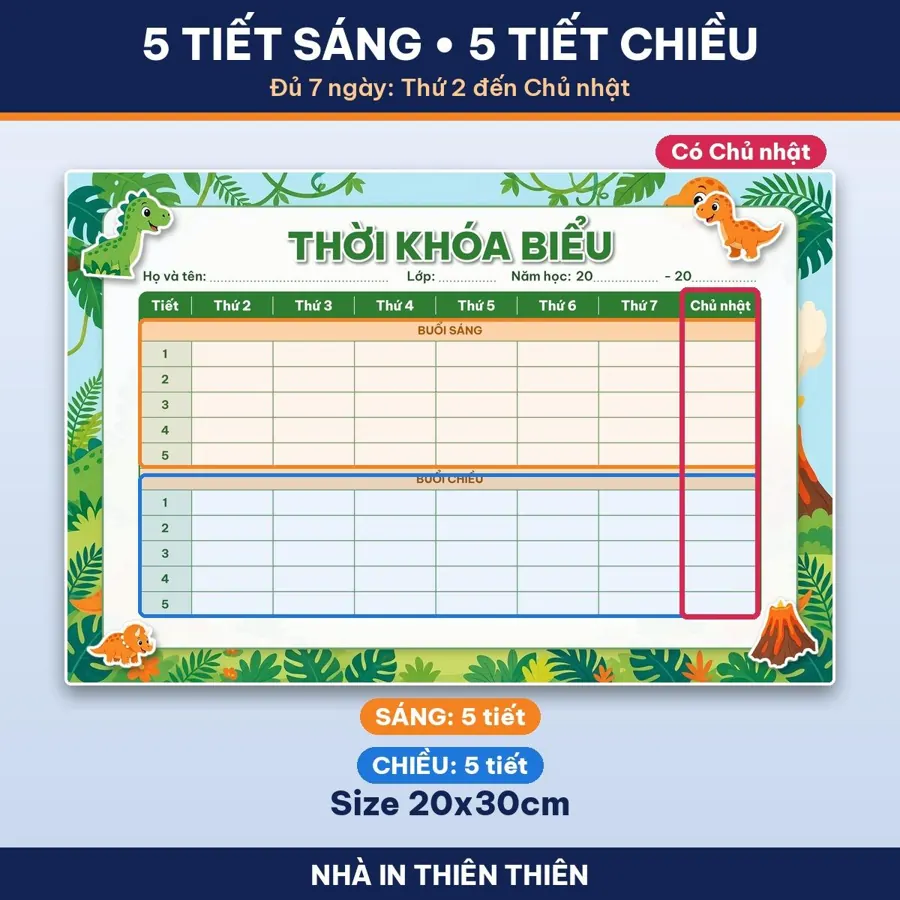 5 TIẾT SÁNG • 5 TIẾT CHIỀU
Đủ 7 ngày: Thứ 2 đến Chủ nhật
Có Chủ nhật
THỜI KHÓA BIỂU
Họ và tên: ........................ Lớp: ............ Năm học: 20............ - 20............
Tiết Thứ 2 Thứ 3 Thứ 4 Thứ 5 Thứ 6 Thứ 7 Chủ nhật
BUỔI SÁNG
1
2
3
4
5
BUỔI CHIỀU
1
2
3
4
5
SÁNG: 5 tiết
CHIỀU: 5 tiết
Size 20x30cm
NHÀ IN THIÊN THIÊN